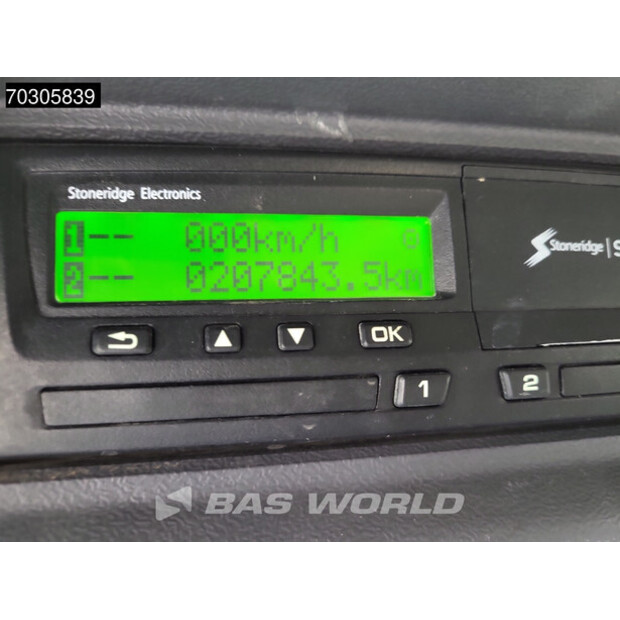 70305839
Stoneridge Electronics
1-- 000km/h
2-- 0207843.5km
Stoneridge | S
OK
1
2
BAS WORLD